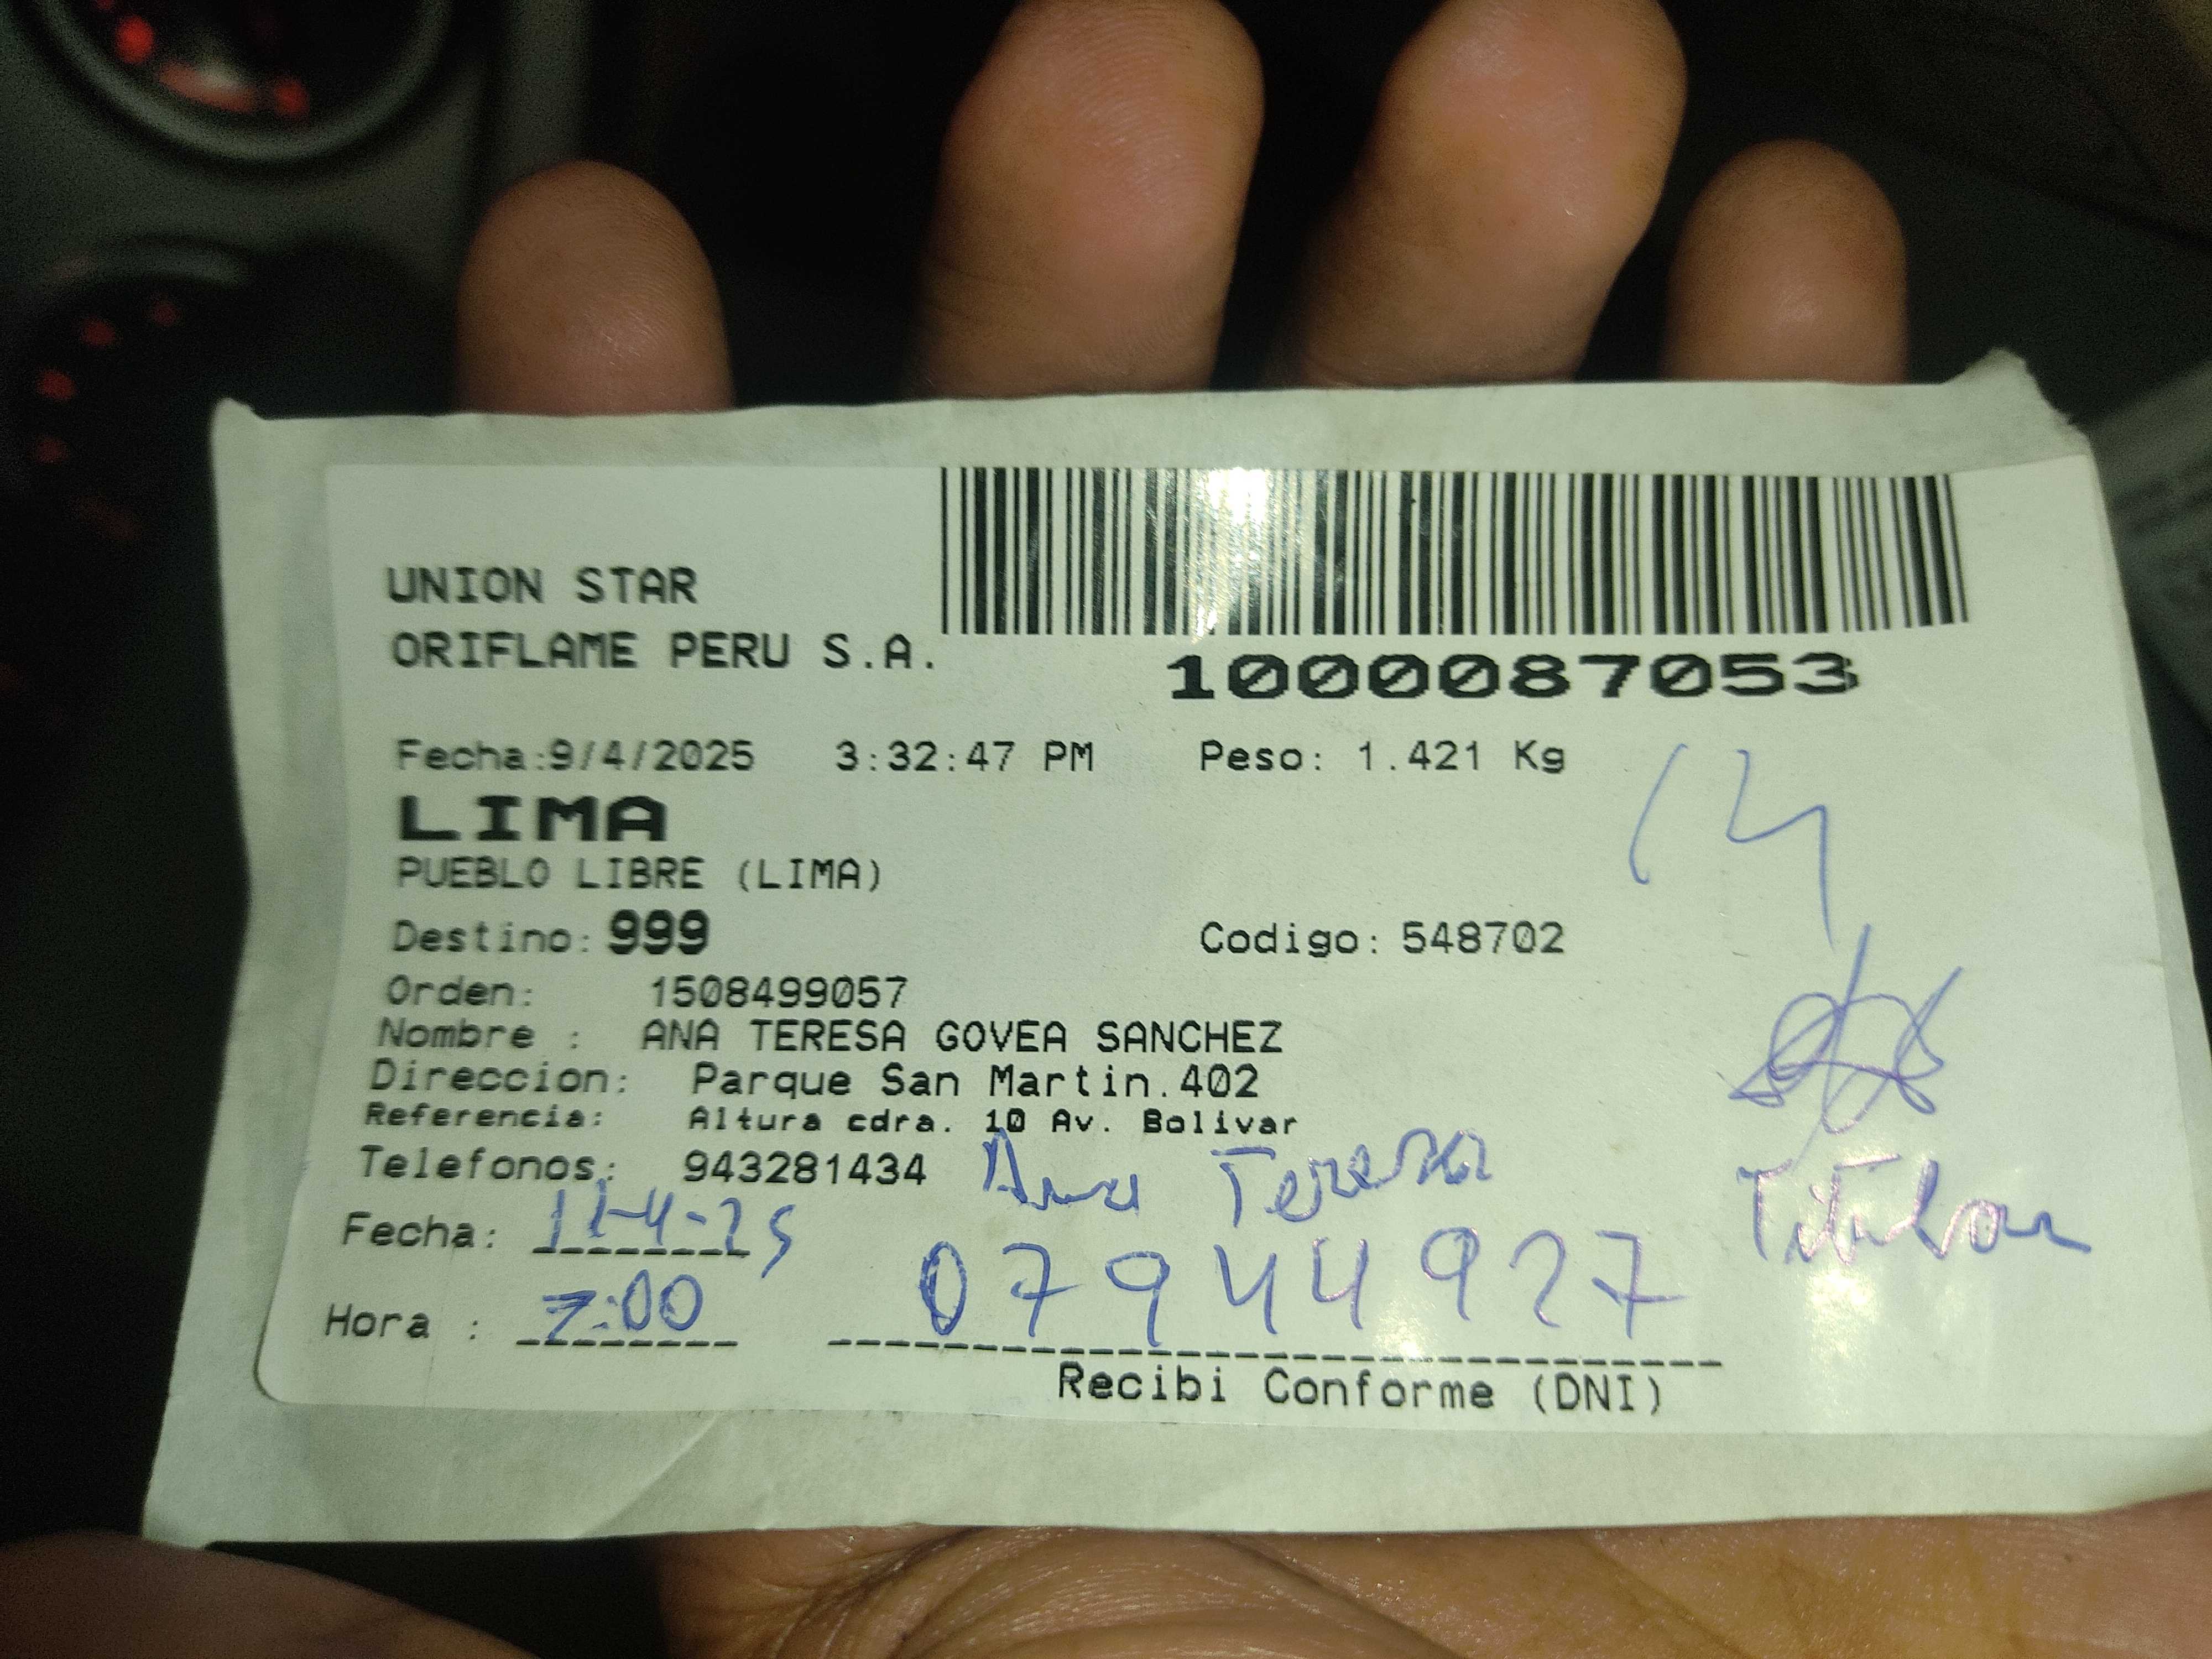 UNION STAR
ORIFLAME PERU S.A.
1000087053
Fecha:9/4/2025 3:32:47 PM Peso: 1.421 Kg
LIMA
14
PUEBLO LIBRE (LIMA)
Destino: 999 Codigo: 548702
Orden: 1508499057
Nombre : ANA TERESA GOVEA SANCHEZ
Direccion: Parque San Martin.402
Referencia: Altura cdra. 10 Av. Bolivar
Telefonos: 943281434 Ana Teresa
Titular
Fecha: 11-4-25
07944927
Hora : 7:00
Recibi Conforme (DNI)